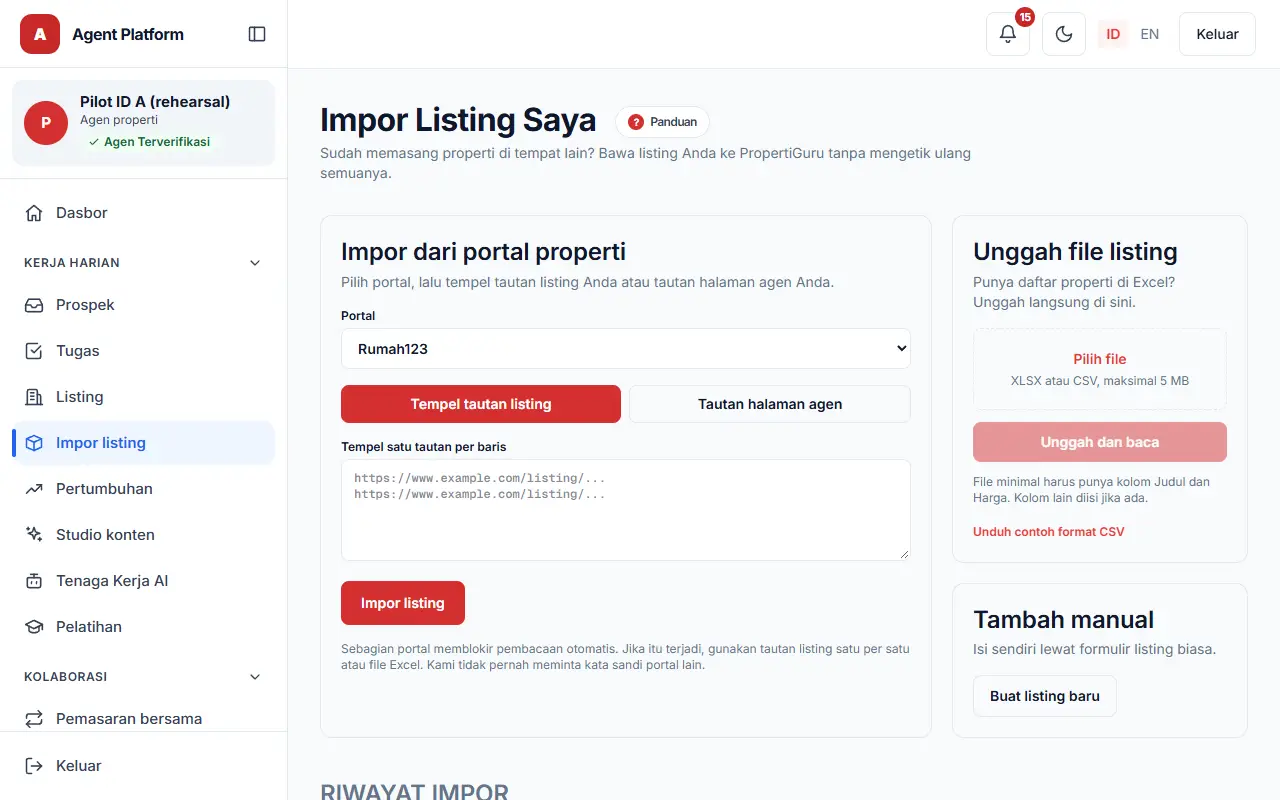 A
Agent Platform
15
ID
EN
Keluar
P
Pilot ID A (rehearsal)
Agen properti
Agen Terverifikasi
Dasbor
KERJA HARIAN
Prospek
Tugas
Listing
Impor listing
Pertumbuhan
Studio konten
Tenaga Kerja AI
Pelatihan
KOLABORASI
Pemasaran bersama
Keluar
Impor Listing Saya
? Panduan
Sudah memasang properti di tempat lain? Bawa listing Anda ke PropertiGuru tanpa mengetik ulang
semuanya.
Impor dari portal properti
Pilih portal, lalu tempel tautan listing Anda atau tautan halaman agen Anda.
Portal
Rumah123
Tempel tautan listing
Tautan halaman agen
Tempel satu tautan per baris
https://www.example.com/listing/...
https://www.example.com/listing/...
Impor listing
Sebagian portal memblokir pembacaan otomatis. Jika itu terjadi, gunakan tautan listing satu per satu
atau file Excel. Kami tidak pernah meminta kata sandi portal lain.
Unggah file listing
Punya daftar properti di Excel?
Unggah langsung di sini.
Pilih file
XLSX atau CSV, maksimal 5 MB
Unggah dan baca
File minimal harus punya kolom Judul dan
Harga. Kolom lain diisi jika ada.
Unduh contoh format CSV
Tambah manual
Isi sendiri lewat formulir listing biasa.
Buat listing baru
RIWAYAT IMPOR